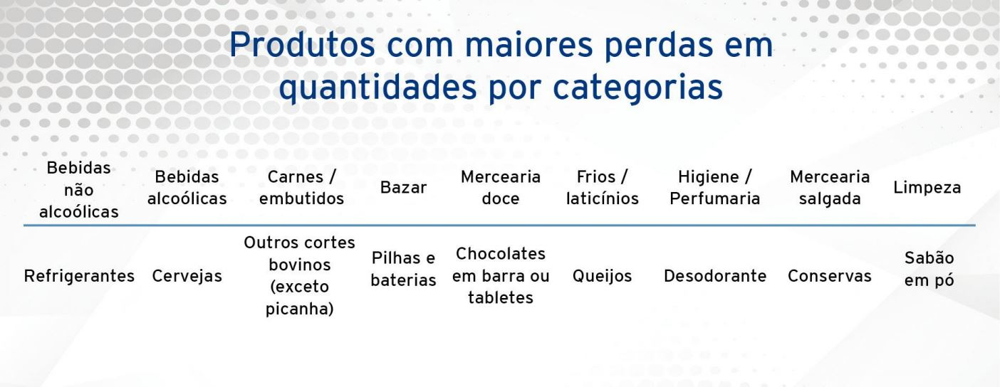 Produtos com maiores perdas em
quantidades por categorias
Bebidas
não
alcoólicas
Bebidas
alcoólicas
Carnes /
embutidos
Bazar
Mercearia
doce
Frios /
laticínios
Higiene /
Perfumaria
Mercearia
salgada
Limpeza
Refrigerantes
Cervejas
Outros cortes
bovinos
(exceto
picanha)
Pilhas e
baterias
Chocolates
em barra ou
tabletes
Queijos
Desodorante
Conservas
Sabão
em pó